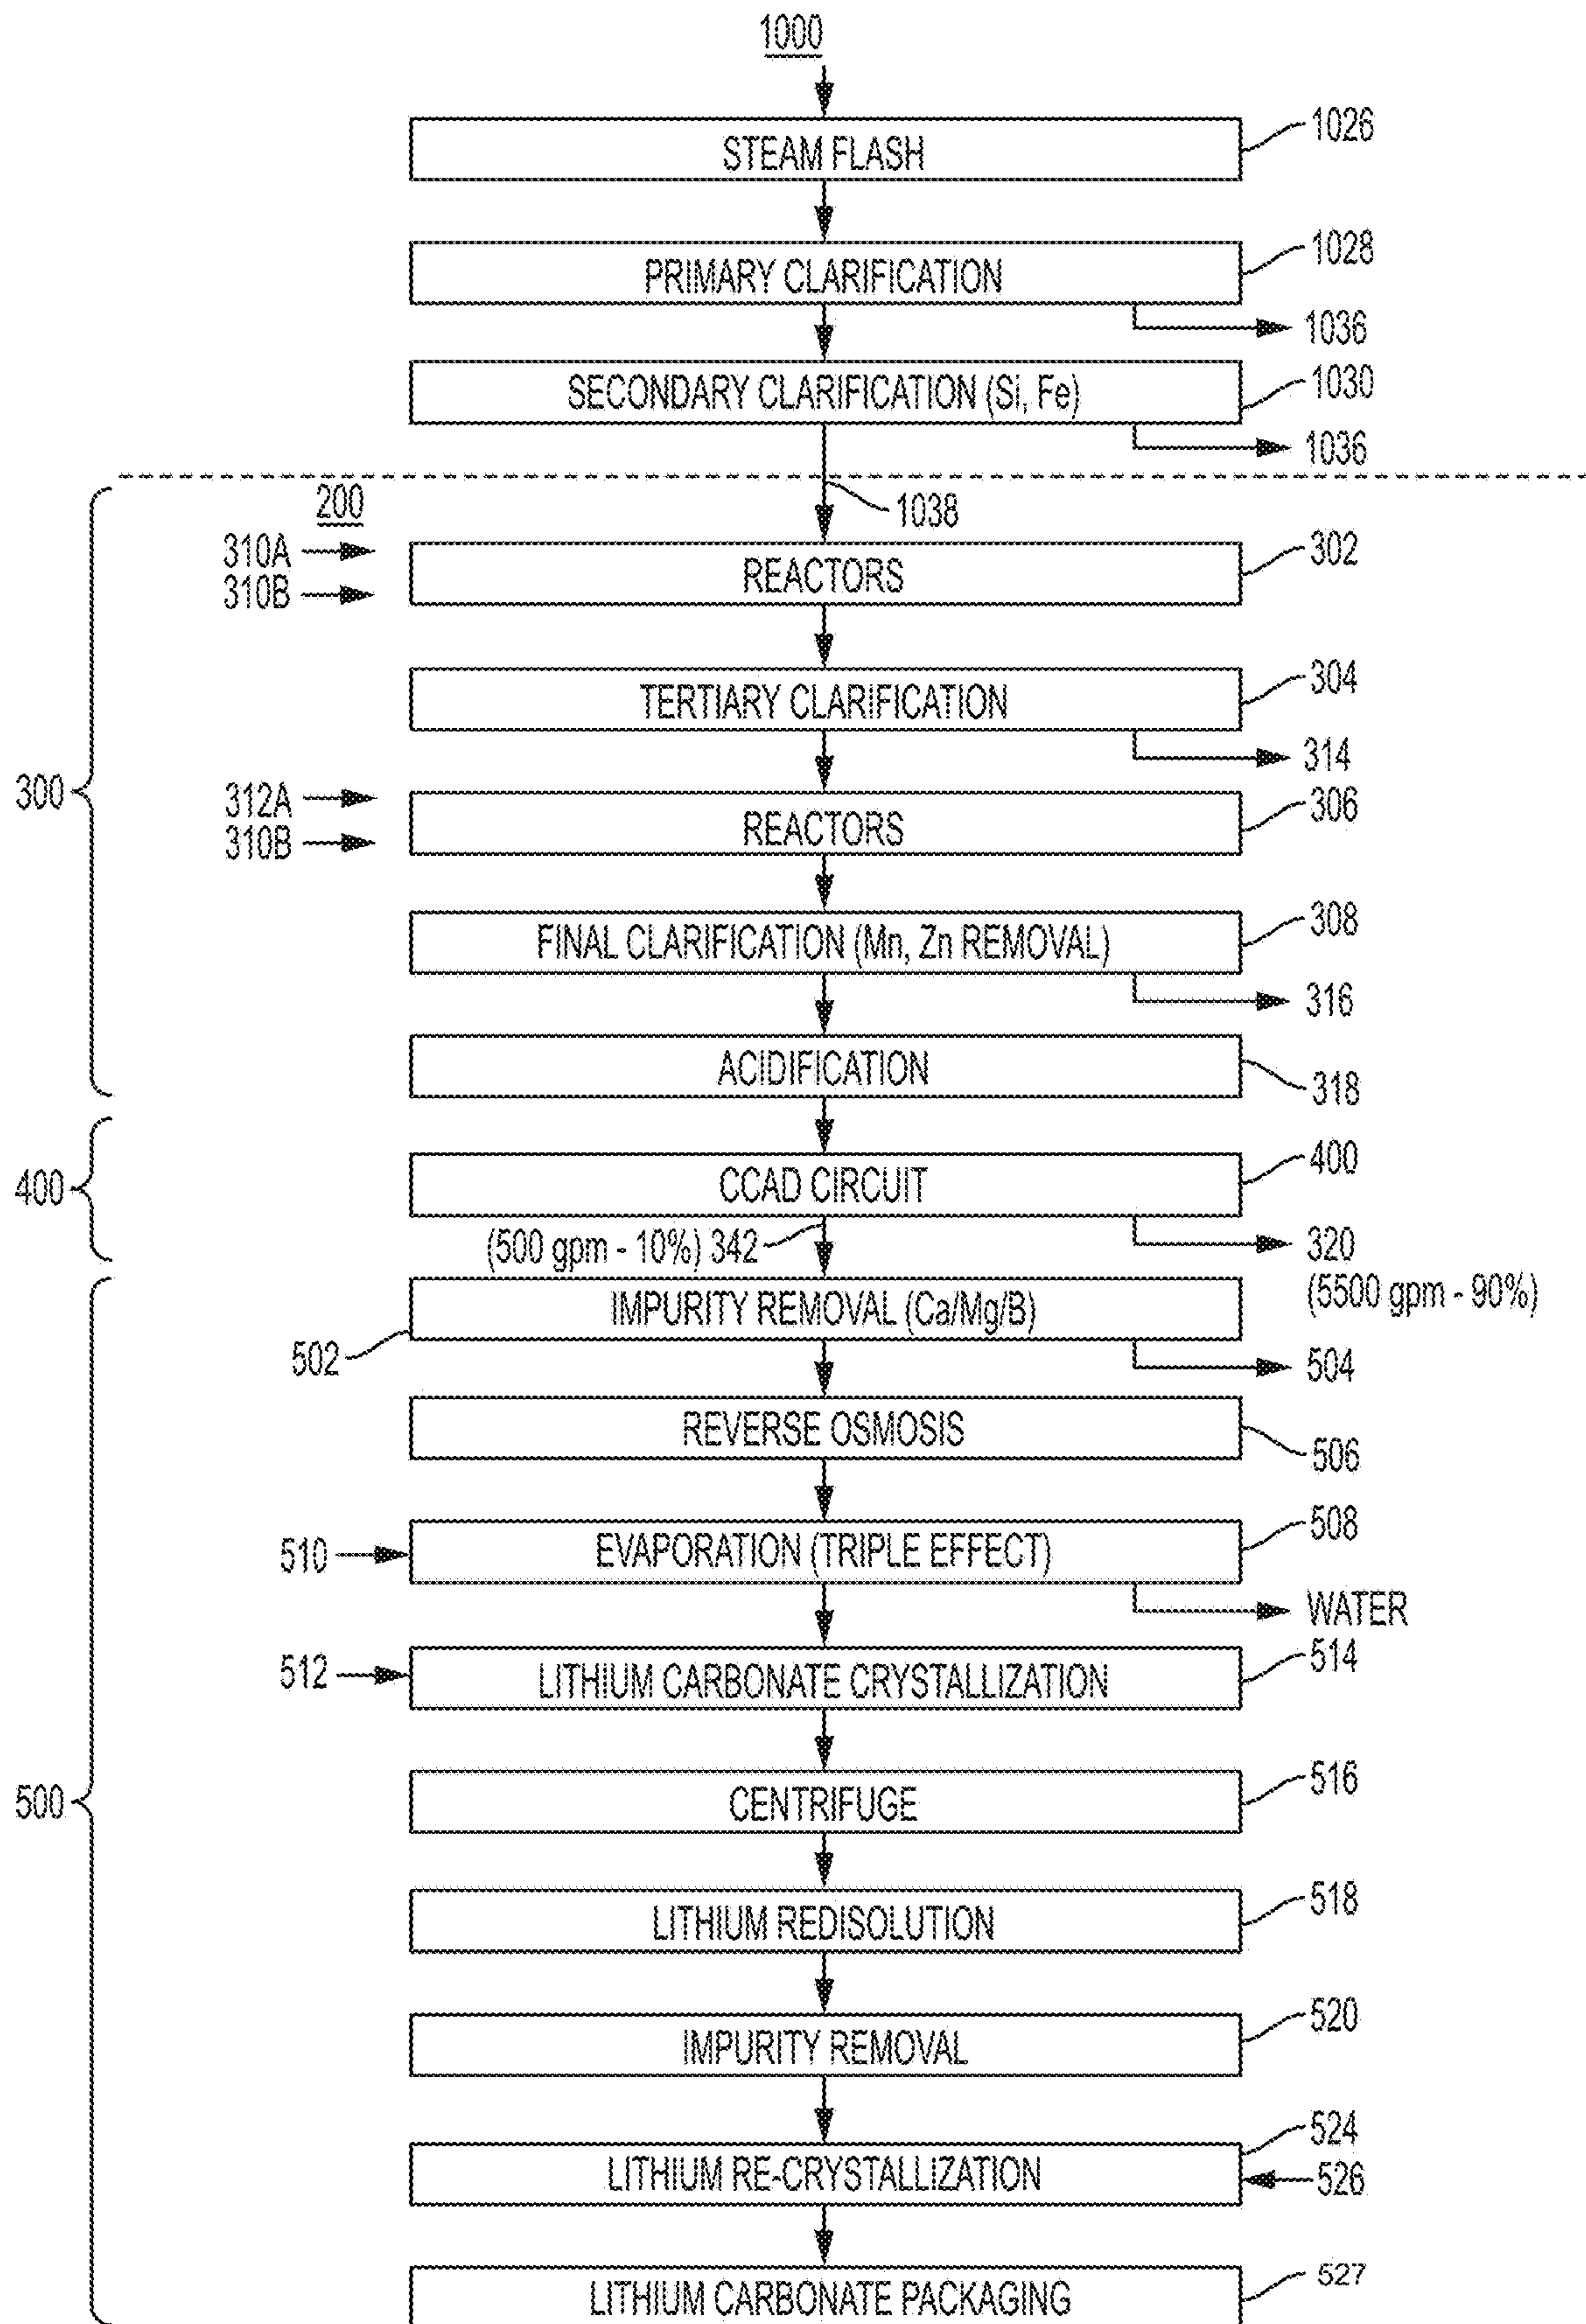 1000
STEAM FLASH
1026
PRIMARY CLARIFICATION
1028
1036
SECONDARY CLARIFICATION (Si, Fe)
1030
1036
200
1038
310A
310B
REACTORS
302
TERTIARY CLARIFICATION
304
314
300
312A
310B
REACTORS
306
FINAL CLARIFICATION (Mn, Zn REMOVAL)
308
316
ACIDIFICATION
318
400
CCAD CIRCUIT
400
(500 gpm - 10%) 342
320
(5500 gpm - 90%)
IMPURITY REMOVAL (Ca/Mg/B)
502
504
REVERSE OSMOSIS
506
510
EVAPORATION (TRIPLE EFFECT)
508
WATER
512
LITHIUM CARBONATE CRYSTALLIZATION
514
500
CENTRIFUGE
516
LITHIUM REDISOLUTION
518
IMPURITY REMOVAL
520
LITHIUM RE-CRYSTALLIZATION
524
526
LITHIUM CARBONATE PACKAGING
527